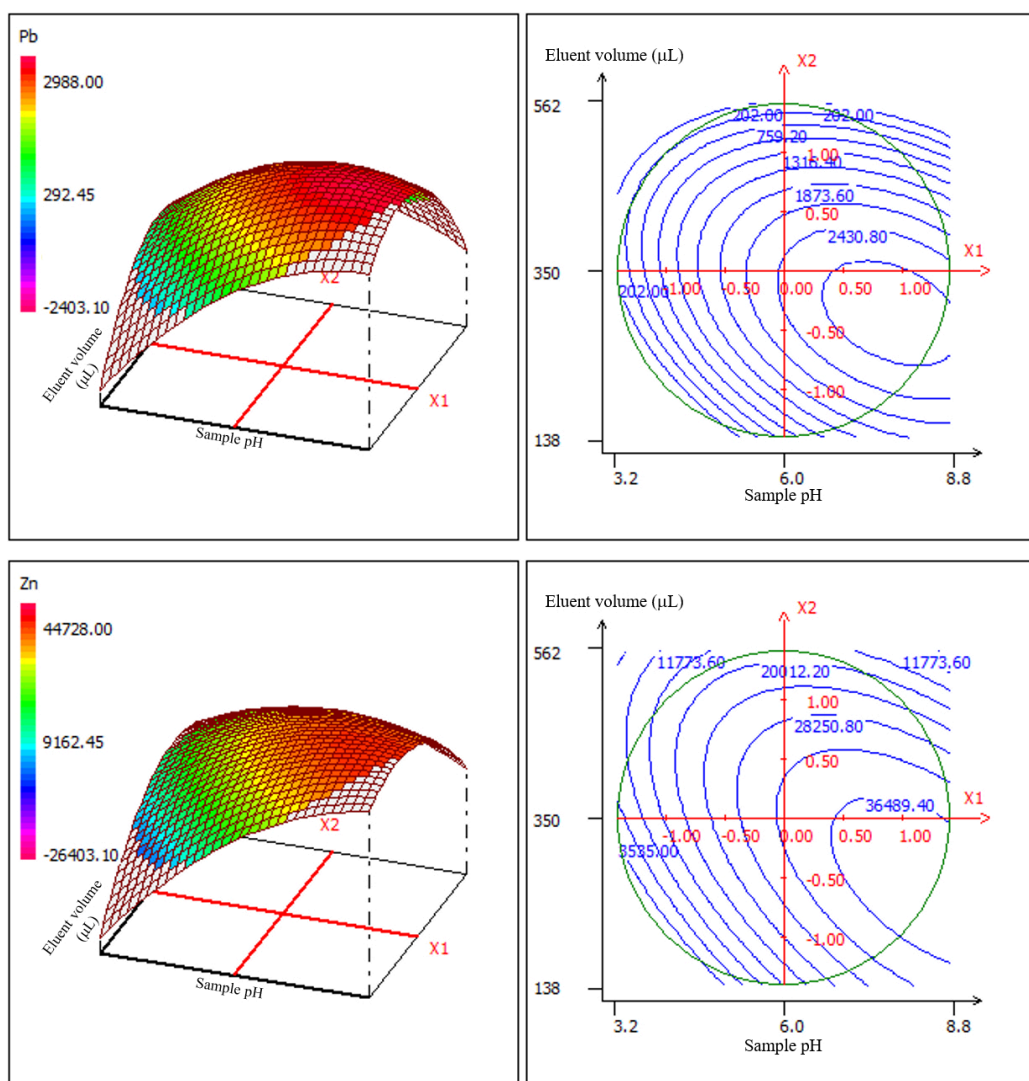 Pb
2988.00
292.45
-2403.10
X2
X1
Eluent volume
(µL)
Sample pH
Eluent volume (µL)
X2
562
202.00 202.00
759.20
1.00
1316.40
1873.60
0.50
2430.80
X1
350
202.00
-1.00 -0.50 0.00 0.50 1.00
-0.50
-1.00
138
3.2 6.0 8.8
Sample pH
Zn
44728.00
9162.45
-26403.10
X2
X1
Eluent volume
(µL)
Sample pH
Eluent volume (µL)
X2
562
11773.60 20012.20 11773.60
1.00
28250.80
0.50
36489.40
X1
350
-1.00 -0.50 0.00 0.50 1.00
3535.00
-0.50
-1.00
138
3.2 6.0 8.8
Sample pH